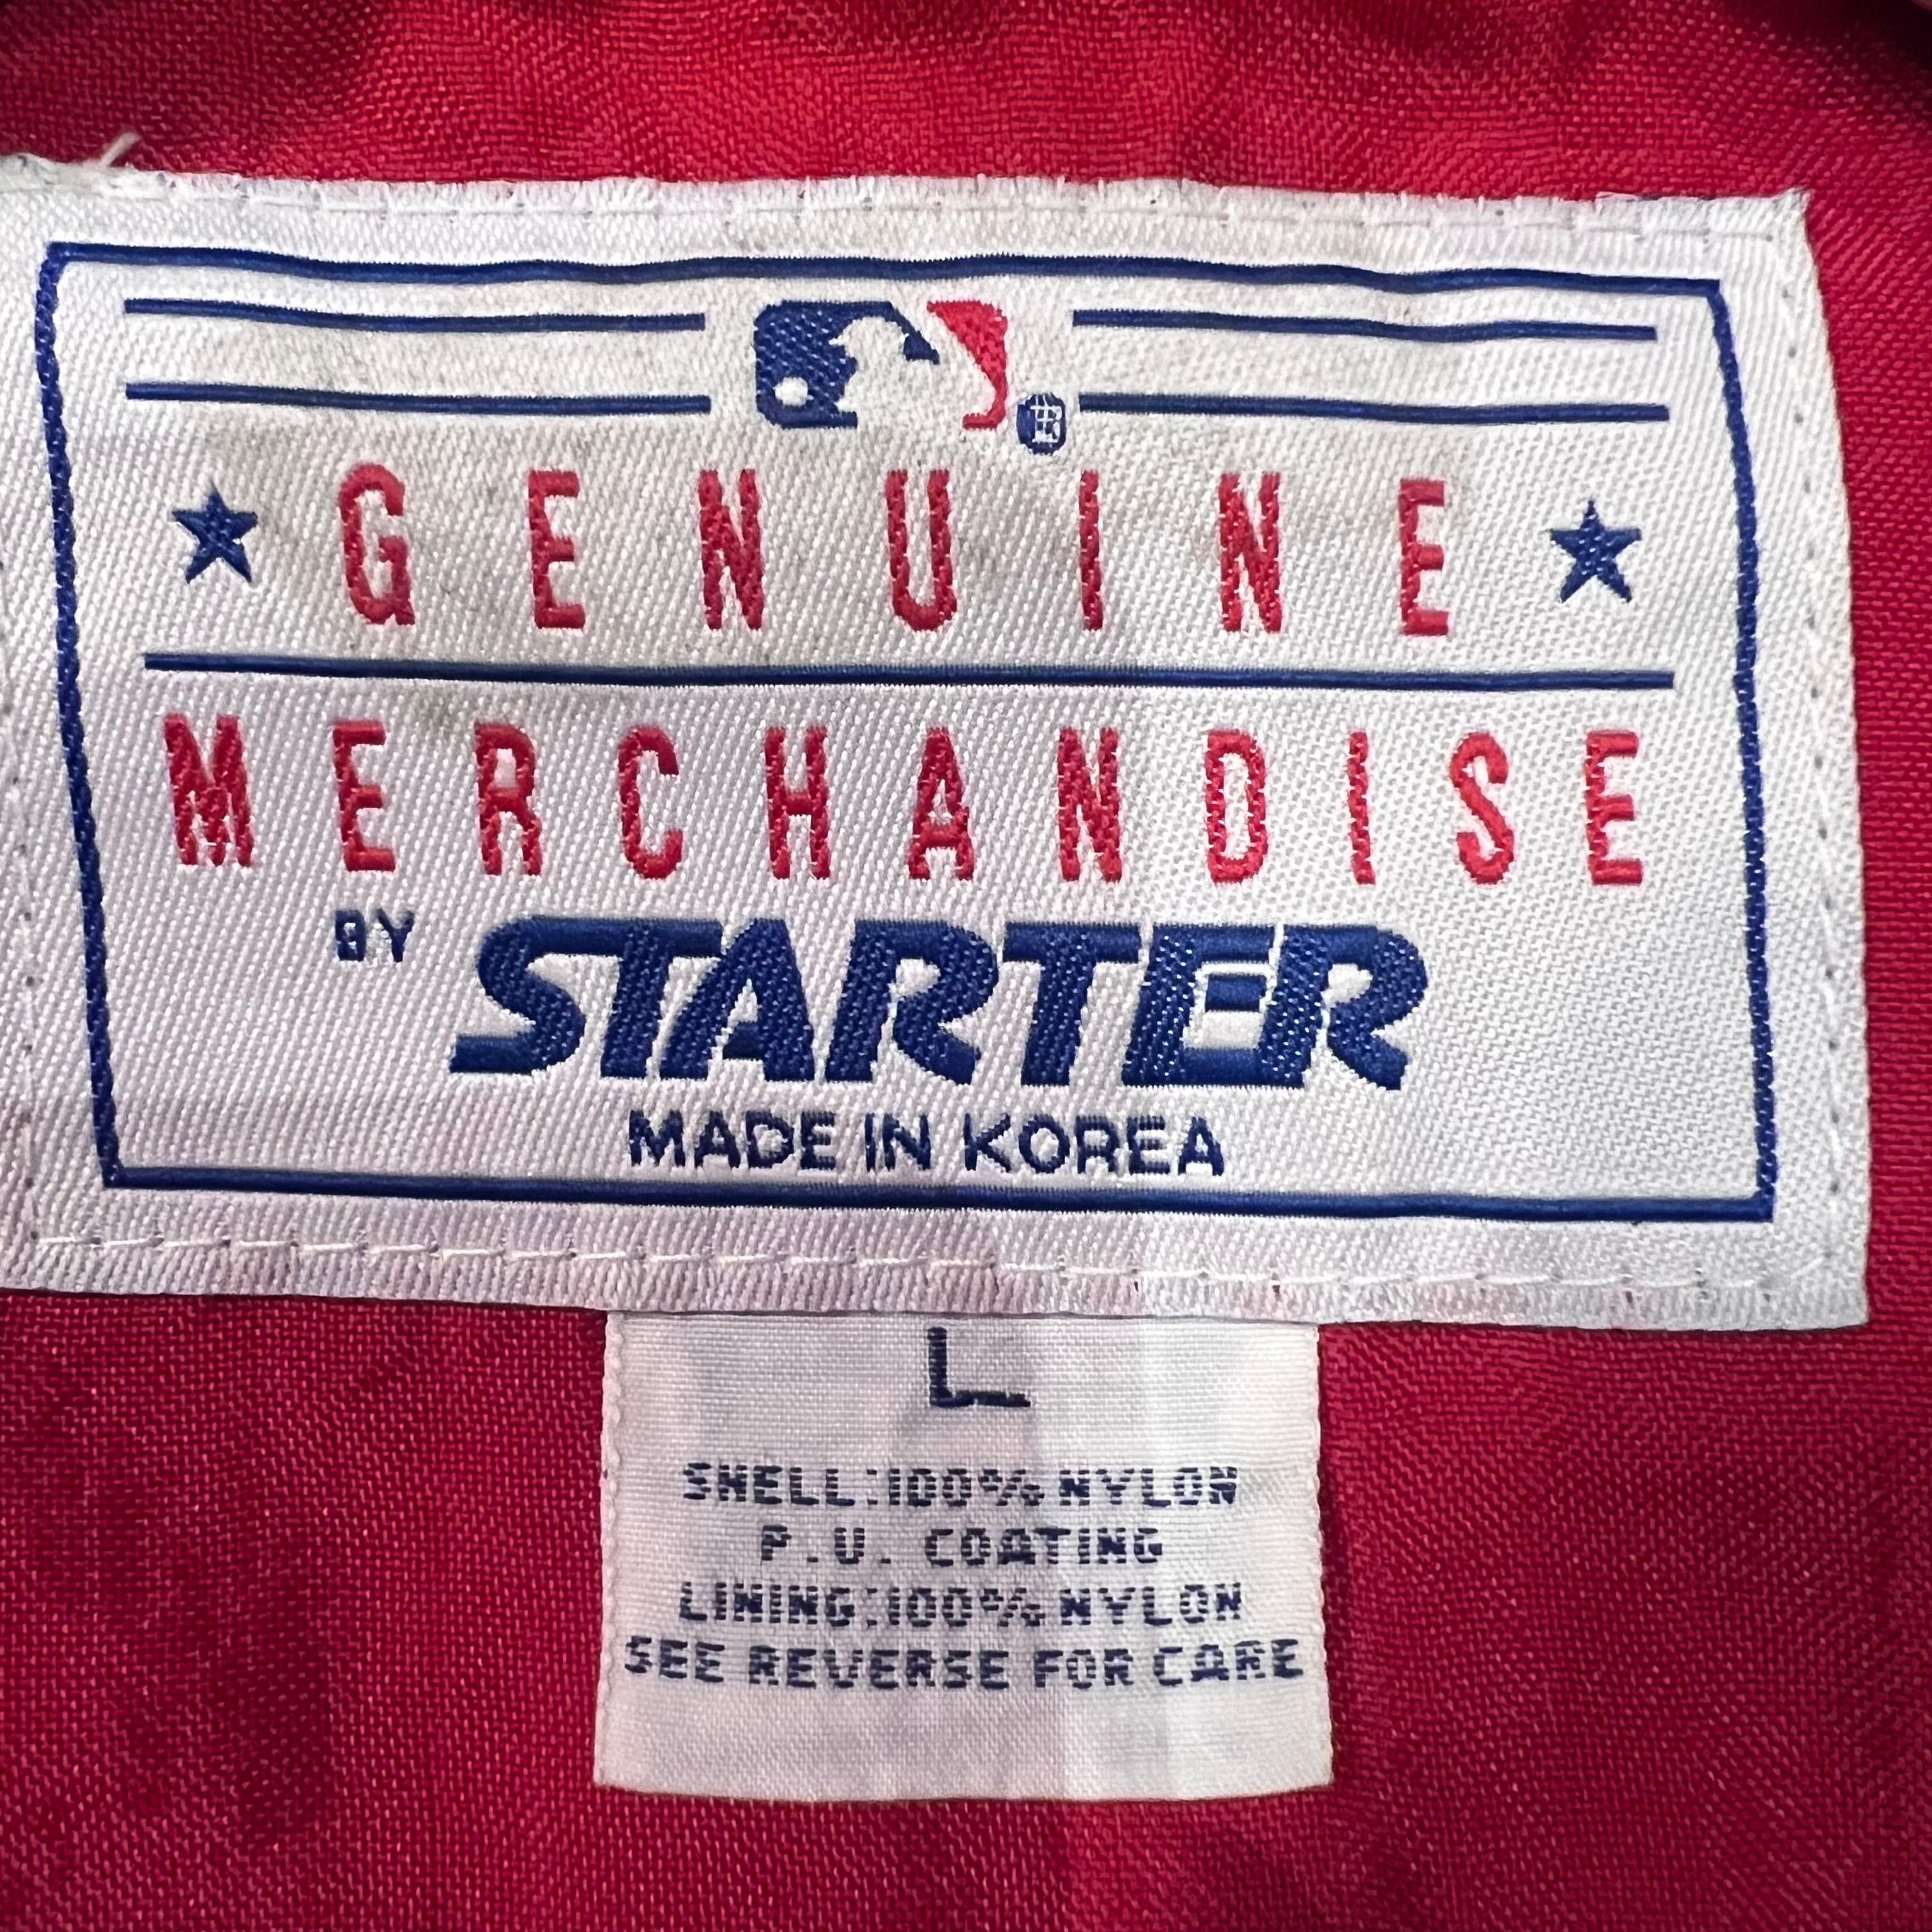 GENUINE
MERCHANDISE
BY STARTER
MADE IN KOREA
L
SHELL:100% NYLON
P.U. COATING
LINING:100% NYLON
SEE REVERSE FOR CARE